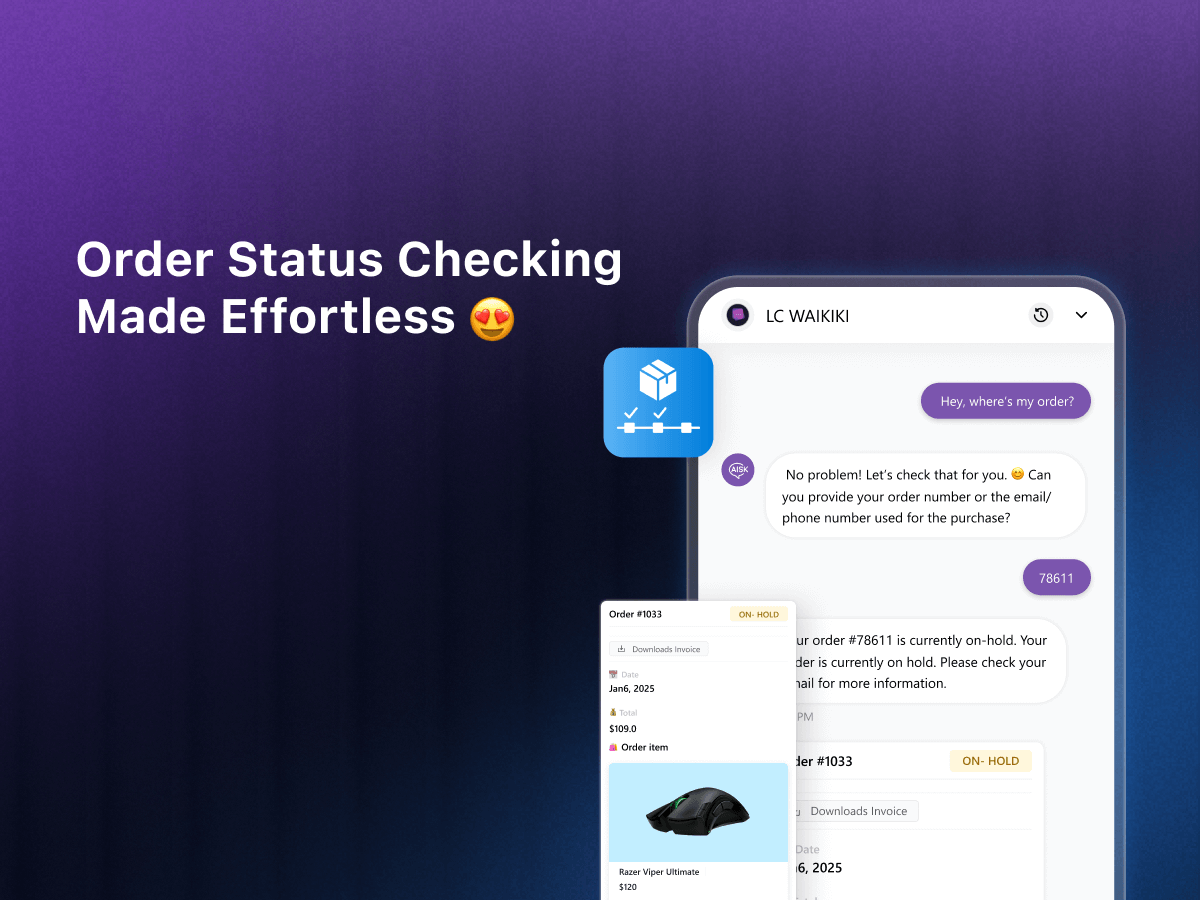 Order Status Checking
Made Effortless 😍
LC WAIKIKI
Hey, where's my order?
AISK
No problem! Let's check that for you. 😊 Can
you provide your order number or the email/
phone number used for the purchase?
78611
ur order #78611 is currently on-hold. Your
der is currently on hold. Please check your
ail for more information.
PM
der #1033
ON- HOLD
Downloads Invoice
Date
6, 2025
Order #1033
ON- HOLD
Downloads Invoice
Date
Jan6, 2025
Total
$109.0
Order item
Razer Viper Ultimate
$120